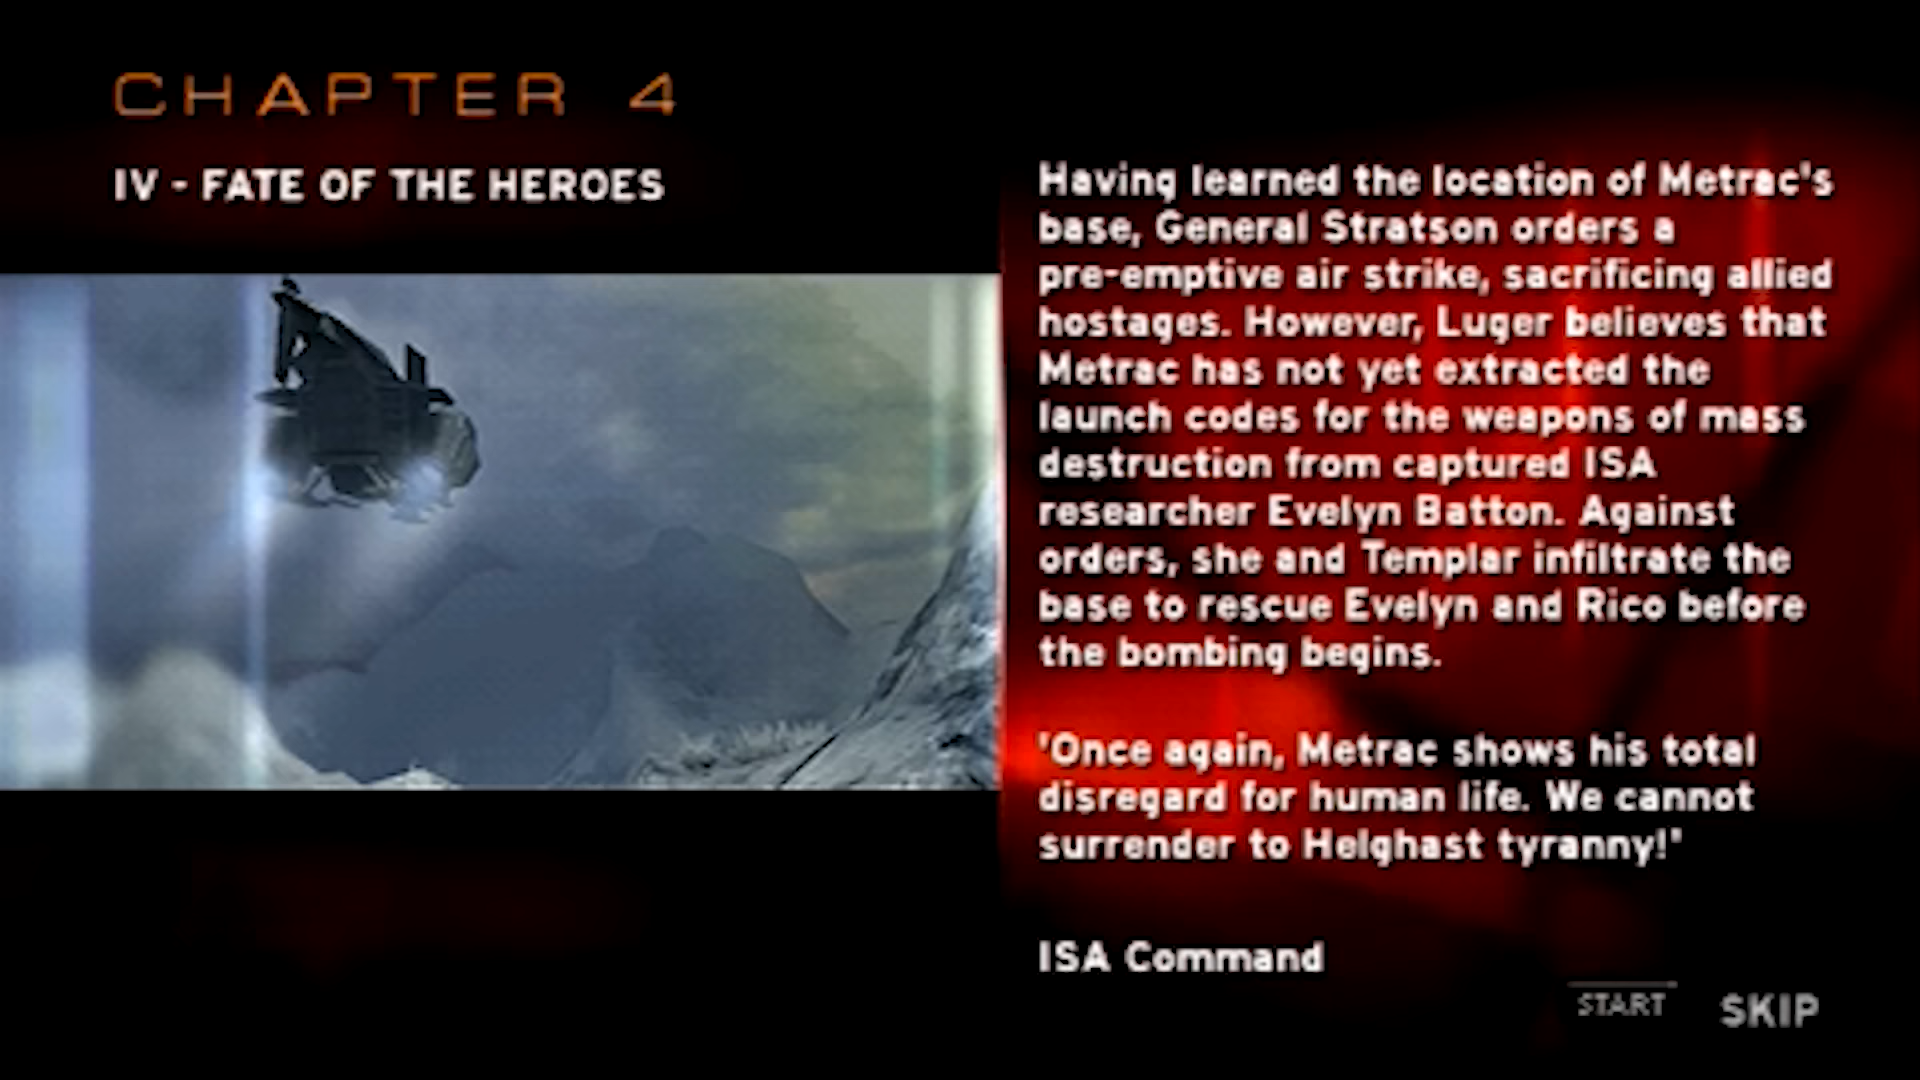 CHAPTER 4
IV - FATE OF THE HEROES
Having learned the location of Metrac's
base, General Stratson orders a
pre-emptive air strike, sacrificing allied
hostages. However, Luger believes that
Metrac has not yet extracted the
launch codes for the weapons of mass
destruction from captured ISA
researcher Evelyn Batton. Against
orders, she and Templar infiltrate the
base to rescue Evelyn and Rico before
the bombing begins.
'Once again, Metrac shows his total
disregard for human life. We cannot
surrender to Helghast tyranny!'
ISA Command
START SKIP